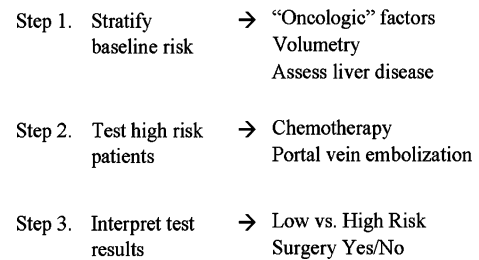 Step 1. Stratify → “Oncologic” factors
baseline risk Volumetry
Assess liver disease
Step 2. Test high risk → Chemotherapy
patients Portal vein embolization
Step 3. Interpret test → Low vs. High Risk
results Surgery Yes/No